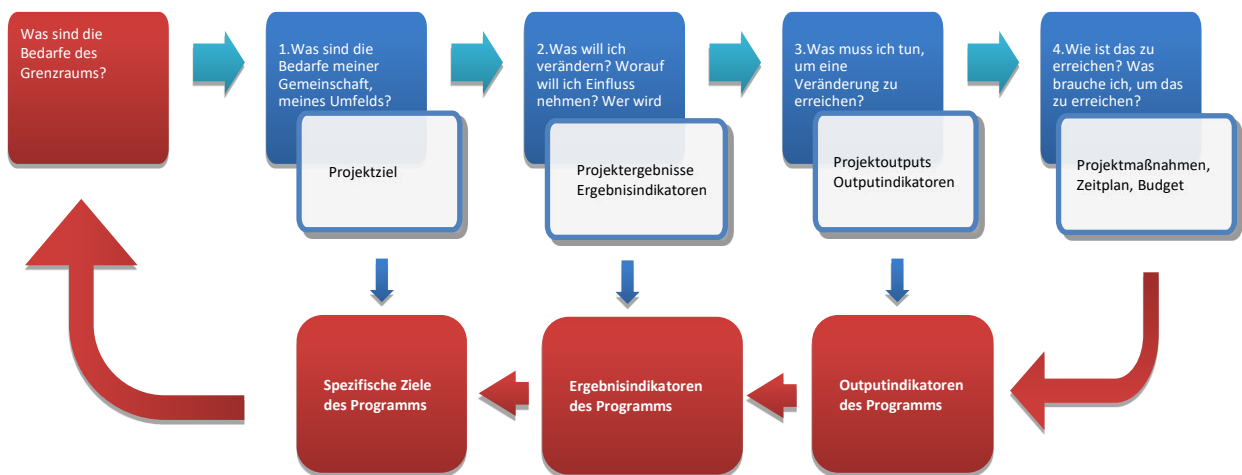 Was sind die
Bedarfe des
Grenzraums?
1.Was sind die
Bedarfe meiner
Gemeinschaft,
meines Umfelds?
Projektziel
2.Was will ich
verändern? Worauf
will ich Einfluss
nehmen? Wer wird
Projektergebnisse
Ergebnisindikatoren
3.Was muss ich tun,
um eine
Veränderung zu
erreichen?
Projektoutputs
Outputindikatoren
4.Wie ist das zu
erreichen? Was
brauche ich, um das
zu erreichen?
Projektmaßnahmen,
Zeitplan, Budget
Spezifische Ziele
des Programms
Ergebnisindikatoren
des Programms
Outputindikatoren
des Programms